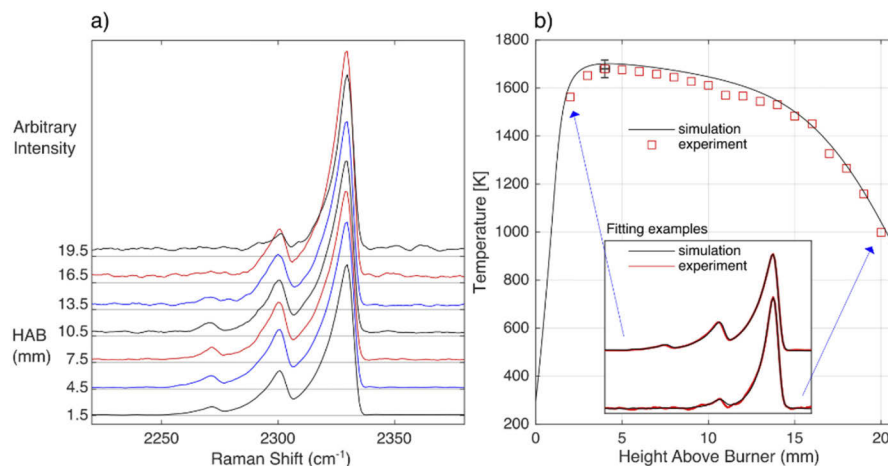 a)
Arbitrary
Intensity
19.5
16.5
13.5
HAB 10.5
(mm) 7.5
4.5
1.5
2250 2300 2350
Raman Shift (cm-1)
b)
1800
1600
1400
1200
1000
800
600
400
200
Temperature [K]
simulation
experiment
Fitting examples
simulation
experiment
0 5 10 15 20
Height Above Burner (mm)